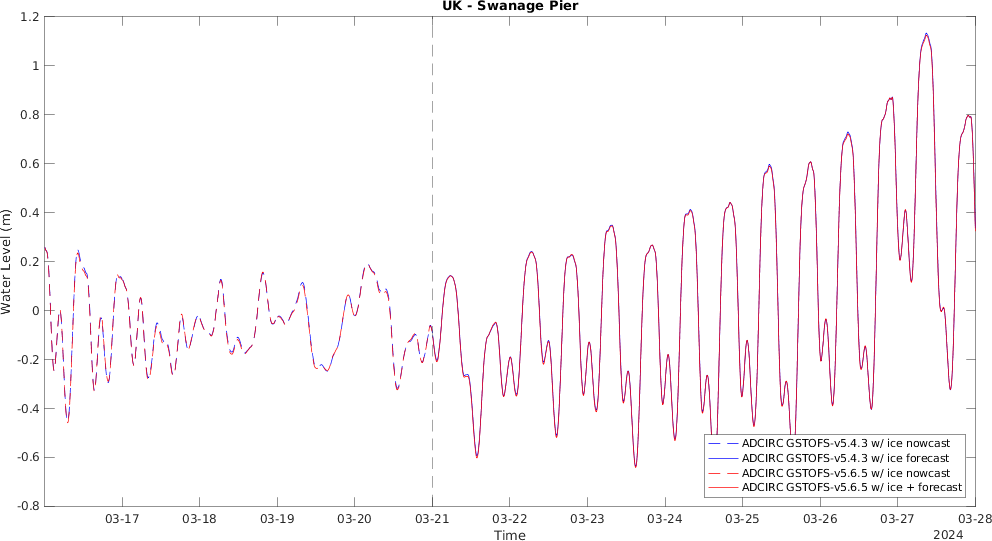 UK - Swanage Pier
Water Level (m)
1.2
1
0.8
0.6
0.4
0.2
0
-0.2
-0.4
-0.6
-0.8
ADCIRC GSTOFS-v5.4.3 w/ ice nowcast
ADCIRC GSTOFS-v5.4.3 w/ ice forecast
ADCIRC GSTOFS-v5.6.5 w/ ice nowcast
ADCIRC GSTOFS-v5.6.5 w/ ice + forecast
03-17 03-18 03-19 03-20 03-21 03-22 03-23 03-24 03-25 03-26 03-27 03-28
Time
2024